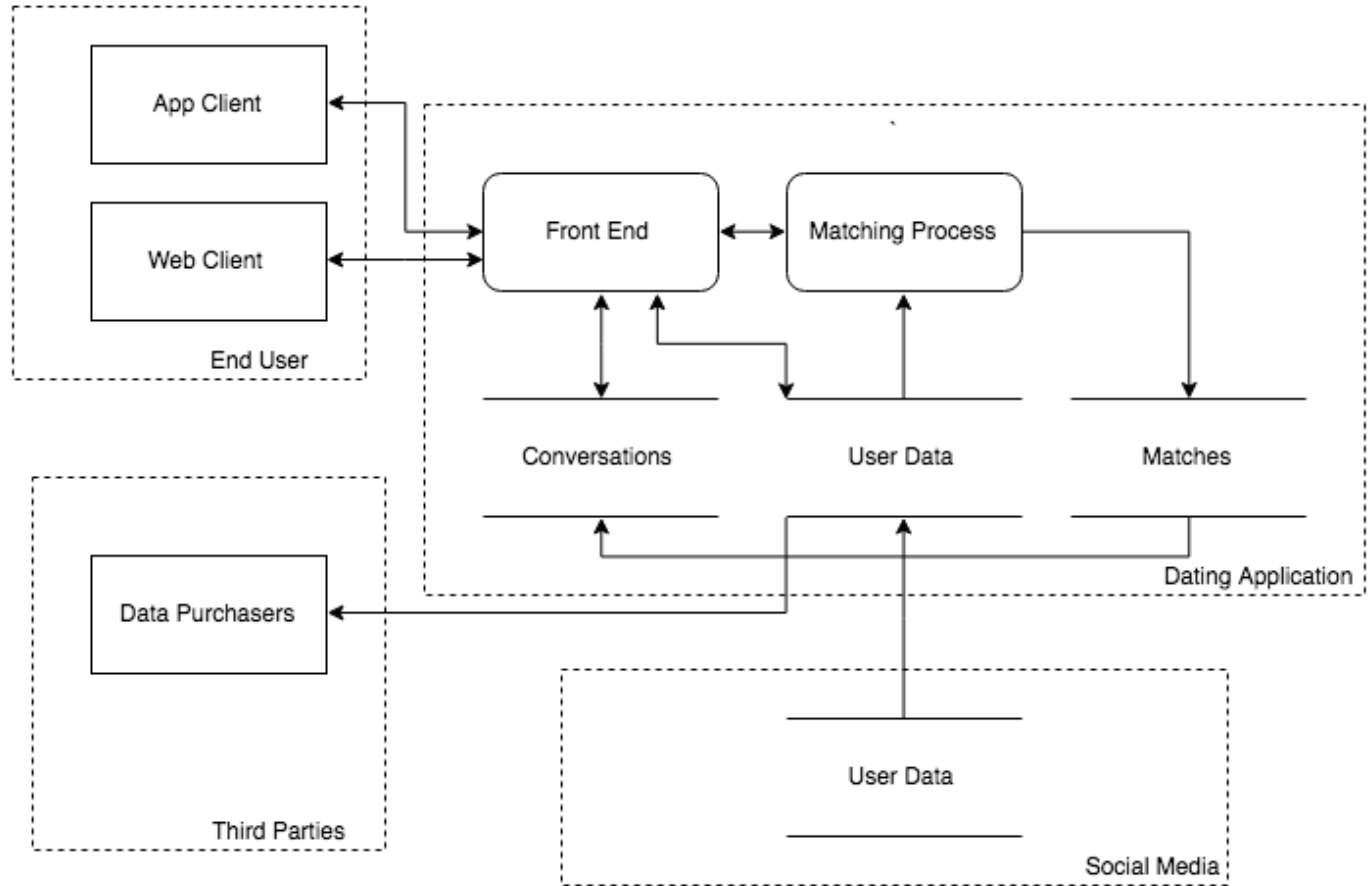 App Client
Web Client
End User
`
Front End
Matching Process
Conversations
User Data
Matches
Dating Application
Data Purchasers
Third Parties
User Data
Social Media